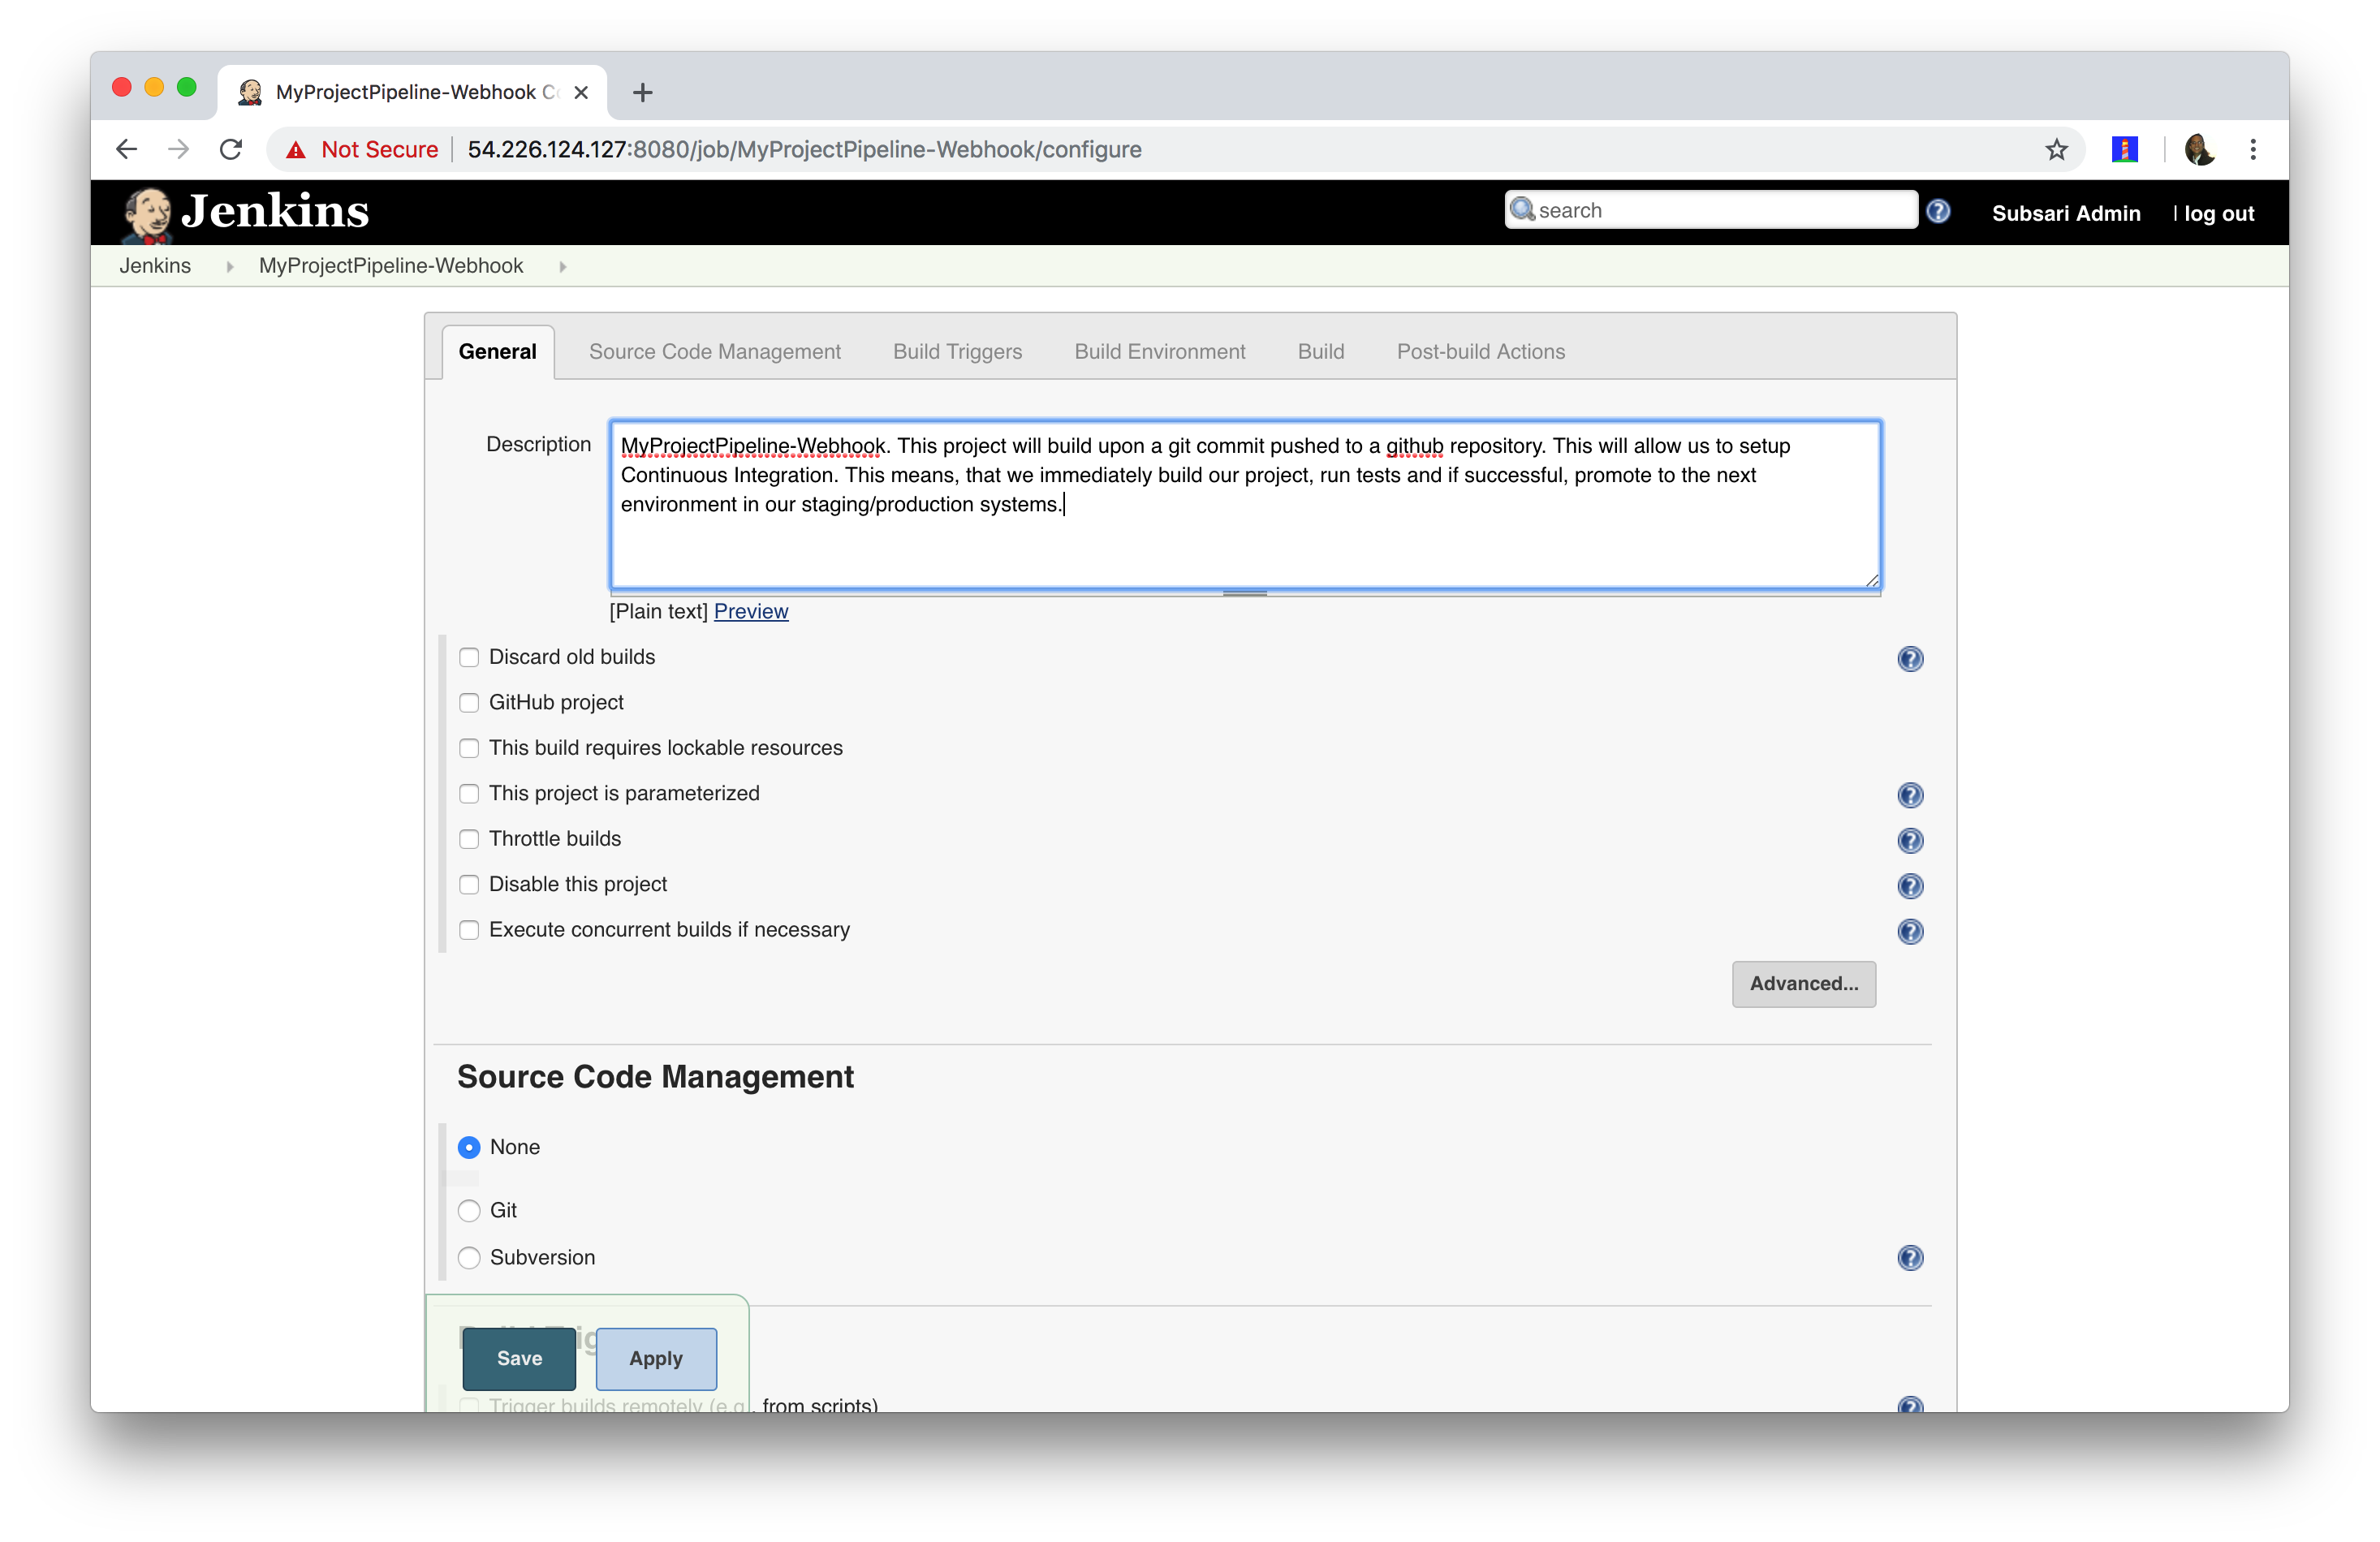 MyProjectPipeline-Webhook Co
Not Secure 54.226.124.127:8080/job/MyProjectPipeline-Webhook/configure
Jenkins
search
Subsari Admin
| log out
Jenkins
MyProjectPipeline-Webhook
General Source Code Management Build Triggers Build Environment Build Post-build Actions
Description
MyProjectPipeline-Webhook. This project will build upon a git commit pushed to a github repository. This will allow us to setup
Continuous Integration. This means, that we immediately build our project, run tests and if successful, promote to the next
environment in our staging/production systems.
[Plain text] Preview
Discard old builds
GitHub project
This build requires lockable resources
This project is parameterized
Throttle builds
Disable this project
Execute concurrent builds if necessary
Advanced...
Source Code Management
None
Git
Subversion
Save
Apply
Trigger builds remotely (e.g., from scripts)